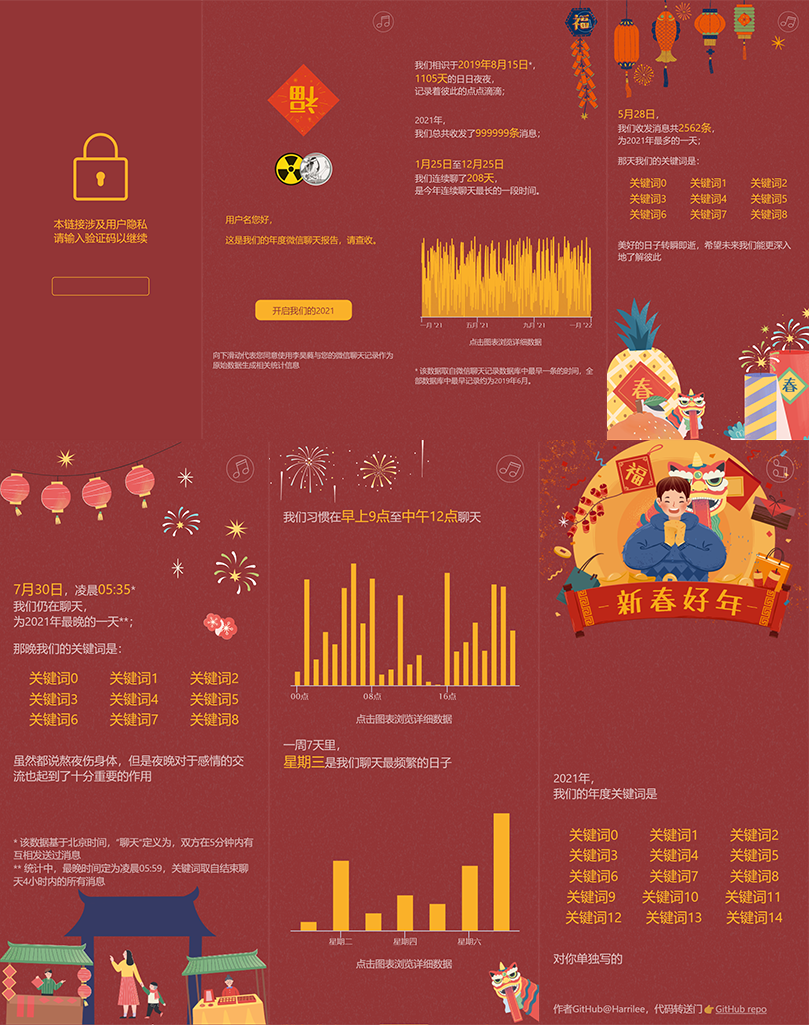 本链接涉及用户隐私
请输入验证码以继续
福
用户名您好,
这是我们的年度微信聊天报告,请查收。
开启我们的2021
向下滑动代表您同意使用李昊舜与您的微信聊天记录作为
原始数据生成相关统计信息
福
我们相识于2019年8月15日*,
1105天的日日夜夜,
记录着彼此的点点滴滴;
2021年,
我们总共收发了999999条消息;
1月25日至12月25日
我们连续聊了208天,
是今年连续聊天最长的一段时间。
一月 '21 五月 '21 九月 '21 一月 '22
点击图表浏览详细数据
* 该数据取自微信聊天记录数据库中最早一条的时间,全
部数据库中最早记录约为2019年6月。
5月28日,
我们收发消息共2562条,
为2021年最多的一天;
那天我们的关键词是:
关键词0 关键词1 关键词2
关键词3 关键词4 关键词5
关键词6 关键词7 关键词8
美好的日子转瞬即逝,希望未来我们能更深入
地了解彼此
春
春
7月30日,凌晨05:35*
我们仍在聊天,
为2021年最晚的一天**;
那晚我们的关键词是:
关键词0 关键词1 关键词2
关键词3 关键词4 关键词5
关键词6 关键词7 关键词8
虽然都说熬夜伤身体,但是夜晚对于感情的交
流也起到了十分重要的作用
* 该数据基于北京时间,“聊天”定义为,双方在5分钟内有
互相发送过消息
** 统计中,最晚时间定为凌晨05:59,关键词取自结束聊
天4小时内的所有消息
我们习惯在早上9点至中午12点聊天
00点 08点 16点
点击图表浏览详细数据
一周7天里,
星期三是我们聊天最频繁的日子
星期二 星期四 星期六
点击图表浏览详细数据
福
新春好年
2021年,
我们的年度关键词是
关键词0 关键词1 关键词2
关键词3 关键词4 关键词5
关键词6 关键词7 关键词8
关键词9 关键词10 关键词11
关键词12 关键词13 关键词14
对你单独写的
作者GitHub@Harrilee,代码转送门 👉 GitHub repo